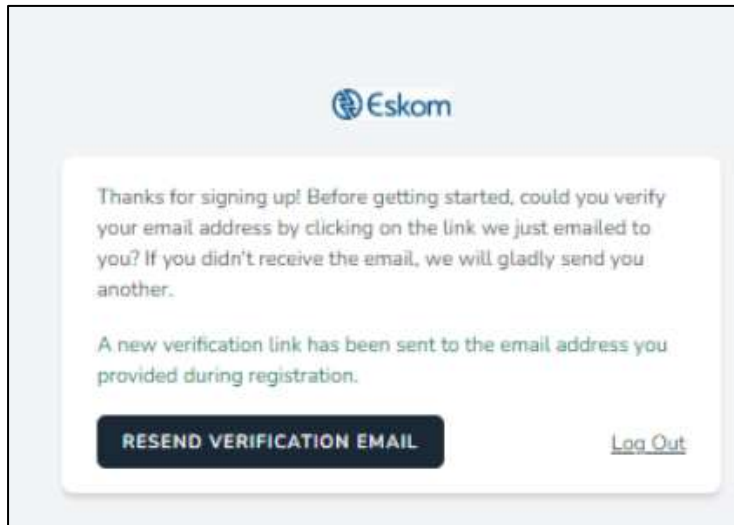 Eskom
Thanks for signing up! Before getting started, could you verify
your email address by clicking on the link we just emailed to
you? If you didn't receive the email, we will gladly send you
another.
A new verification link has been sent to the email address you
provided during registration.
RESEND VERIFICATION EMAIL
Log Out